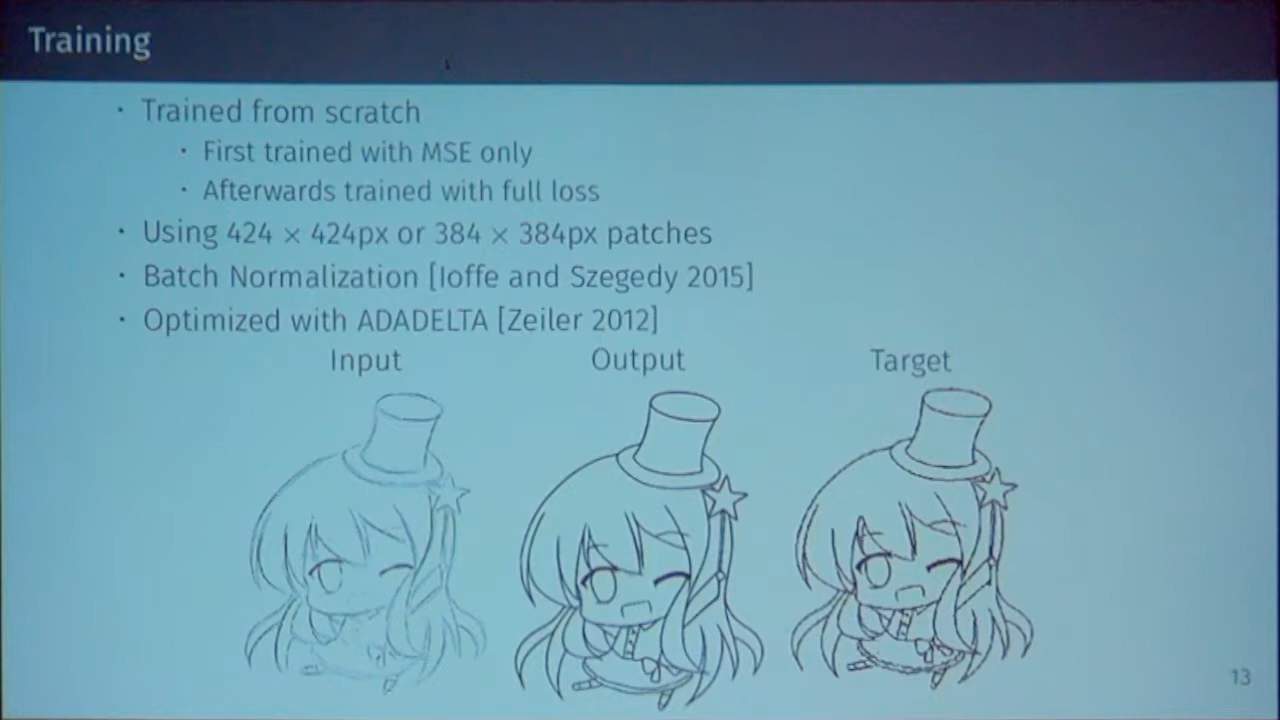 Training
· Trained from scratch
· First trained with MSE only
· Afterwards trained with full loss
· Using 424 × 424px or 384 × 384px patches
· Batch Normalization [Ioffe and Szegedy 2015]
· Optimized with ADADELTA [Zeiler 2012]
Input Output Target
13